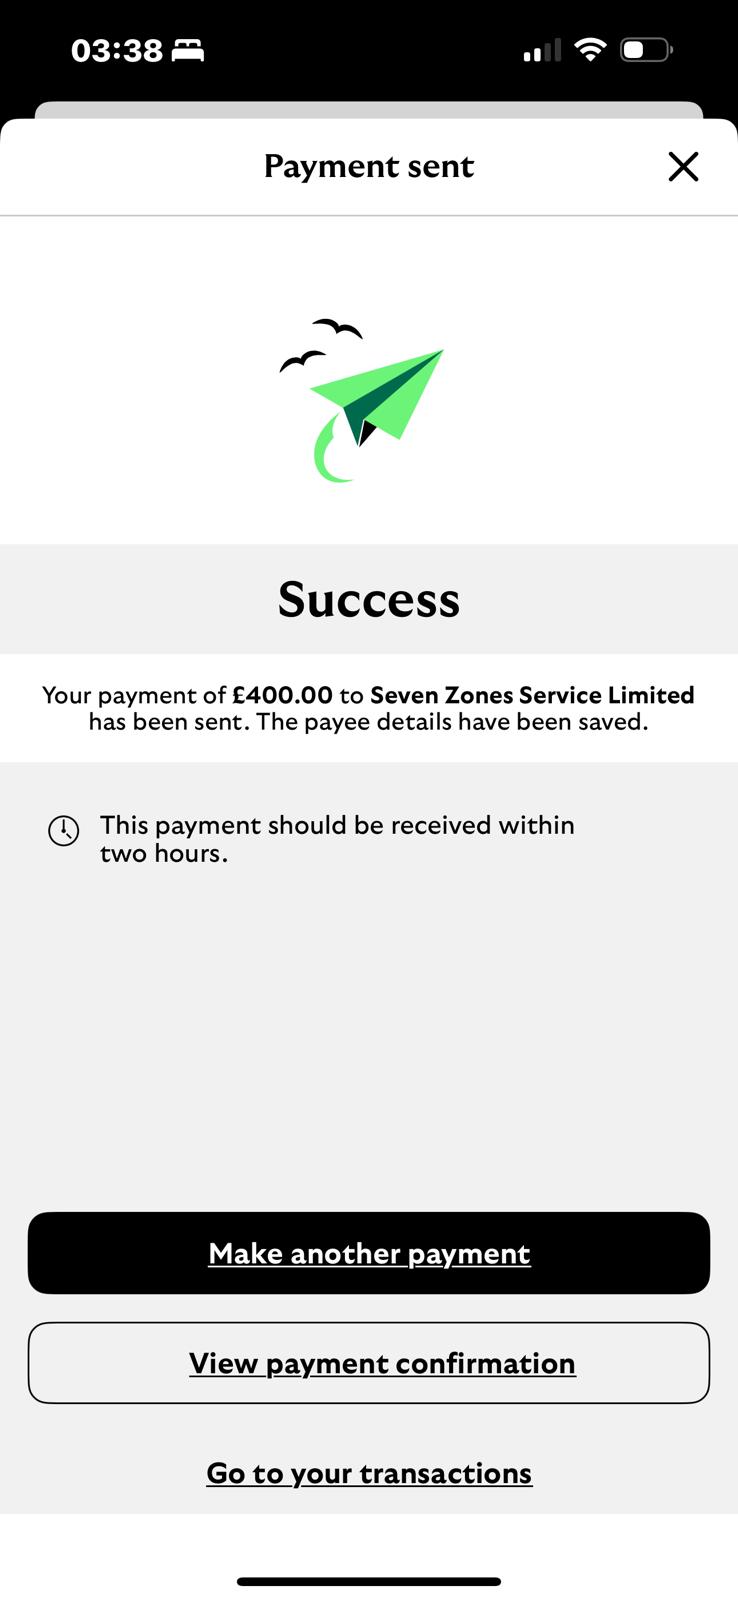 03:38
Payment sent
Success
Your payment of £400.00 to Seven Zones Service Limited
has been sent. The payee details have been saved.
This payment should be received within
two hours.
Make another payment
View payment confirmation
Go to your transactions